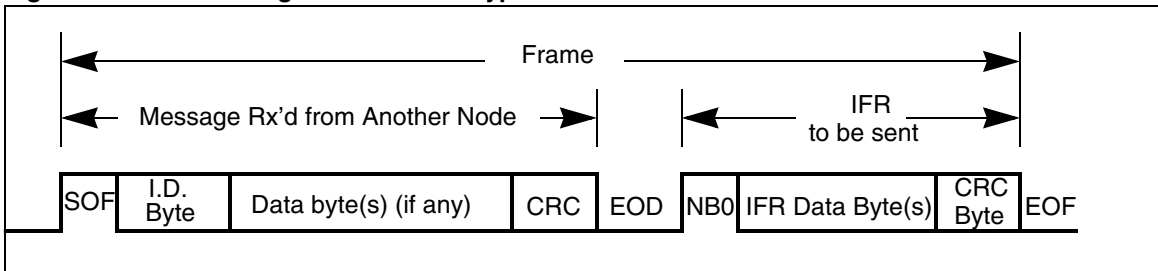 Frame
Message Rx'd from Another Node
IFR
to be sent
SOF
I.D.
Byte
Data byte(s) (if any)
CRC
EOD
NB0
IFR Data Byte(s)
CRC
Byte
EOF